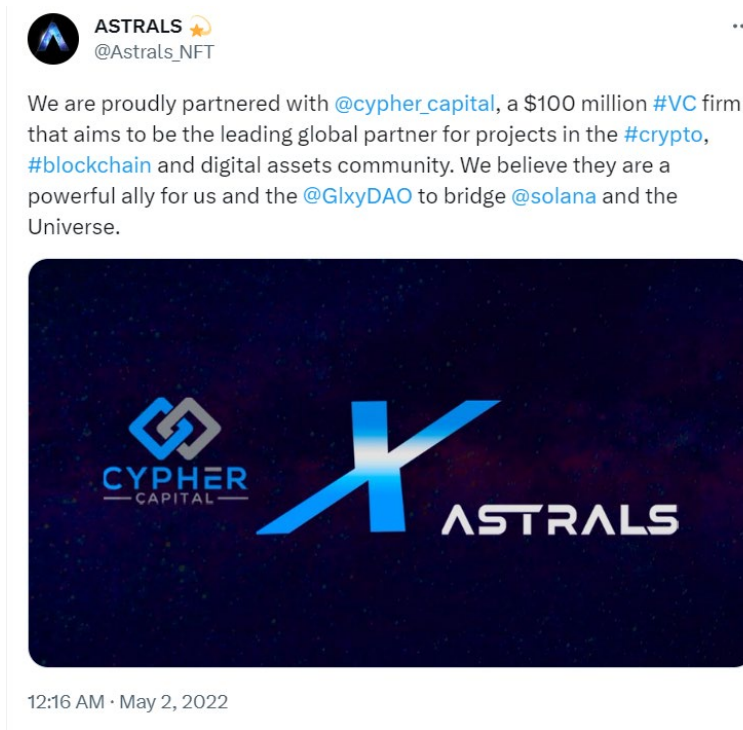 ASTRALS 💫
@Astrals_NFT
We are proudly partnered with @cypher_capital, a $100 million #VC firm
that aims to be the leading global partner for projects in the #crypto,
#blockchain and digital assets community. We believe they are a
powerful ally for us and the @GlxyDAO to bridge @solana and the
Universe.
CYPHER
CAPITAL
X
ASTRALS
12:16 AM · May 2, 2022